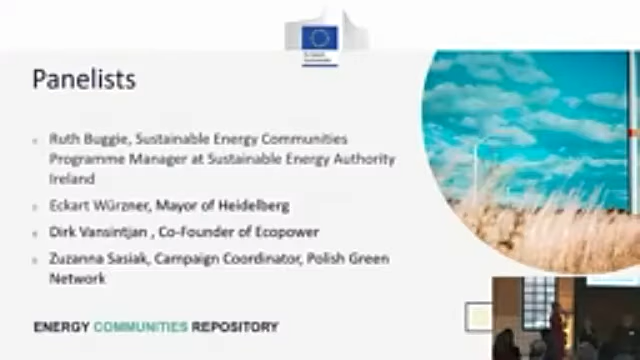 Panelists
Ruth Buggie, Sustainable Energy Communities
Programme Manager at Sustainable Energy Authority
Ireland
Eckart Würzner, Mayor of Heidelberg
Dirk Vansintjan , Co-Founder of Ecopower
Zuzanna Sasiak, Campaign Coordinator, Polish Green
Network
ENERGY COMMUNITIES REPOSITORY